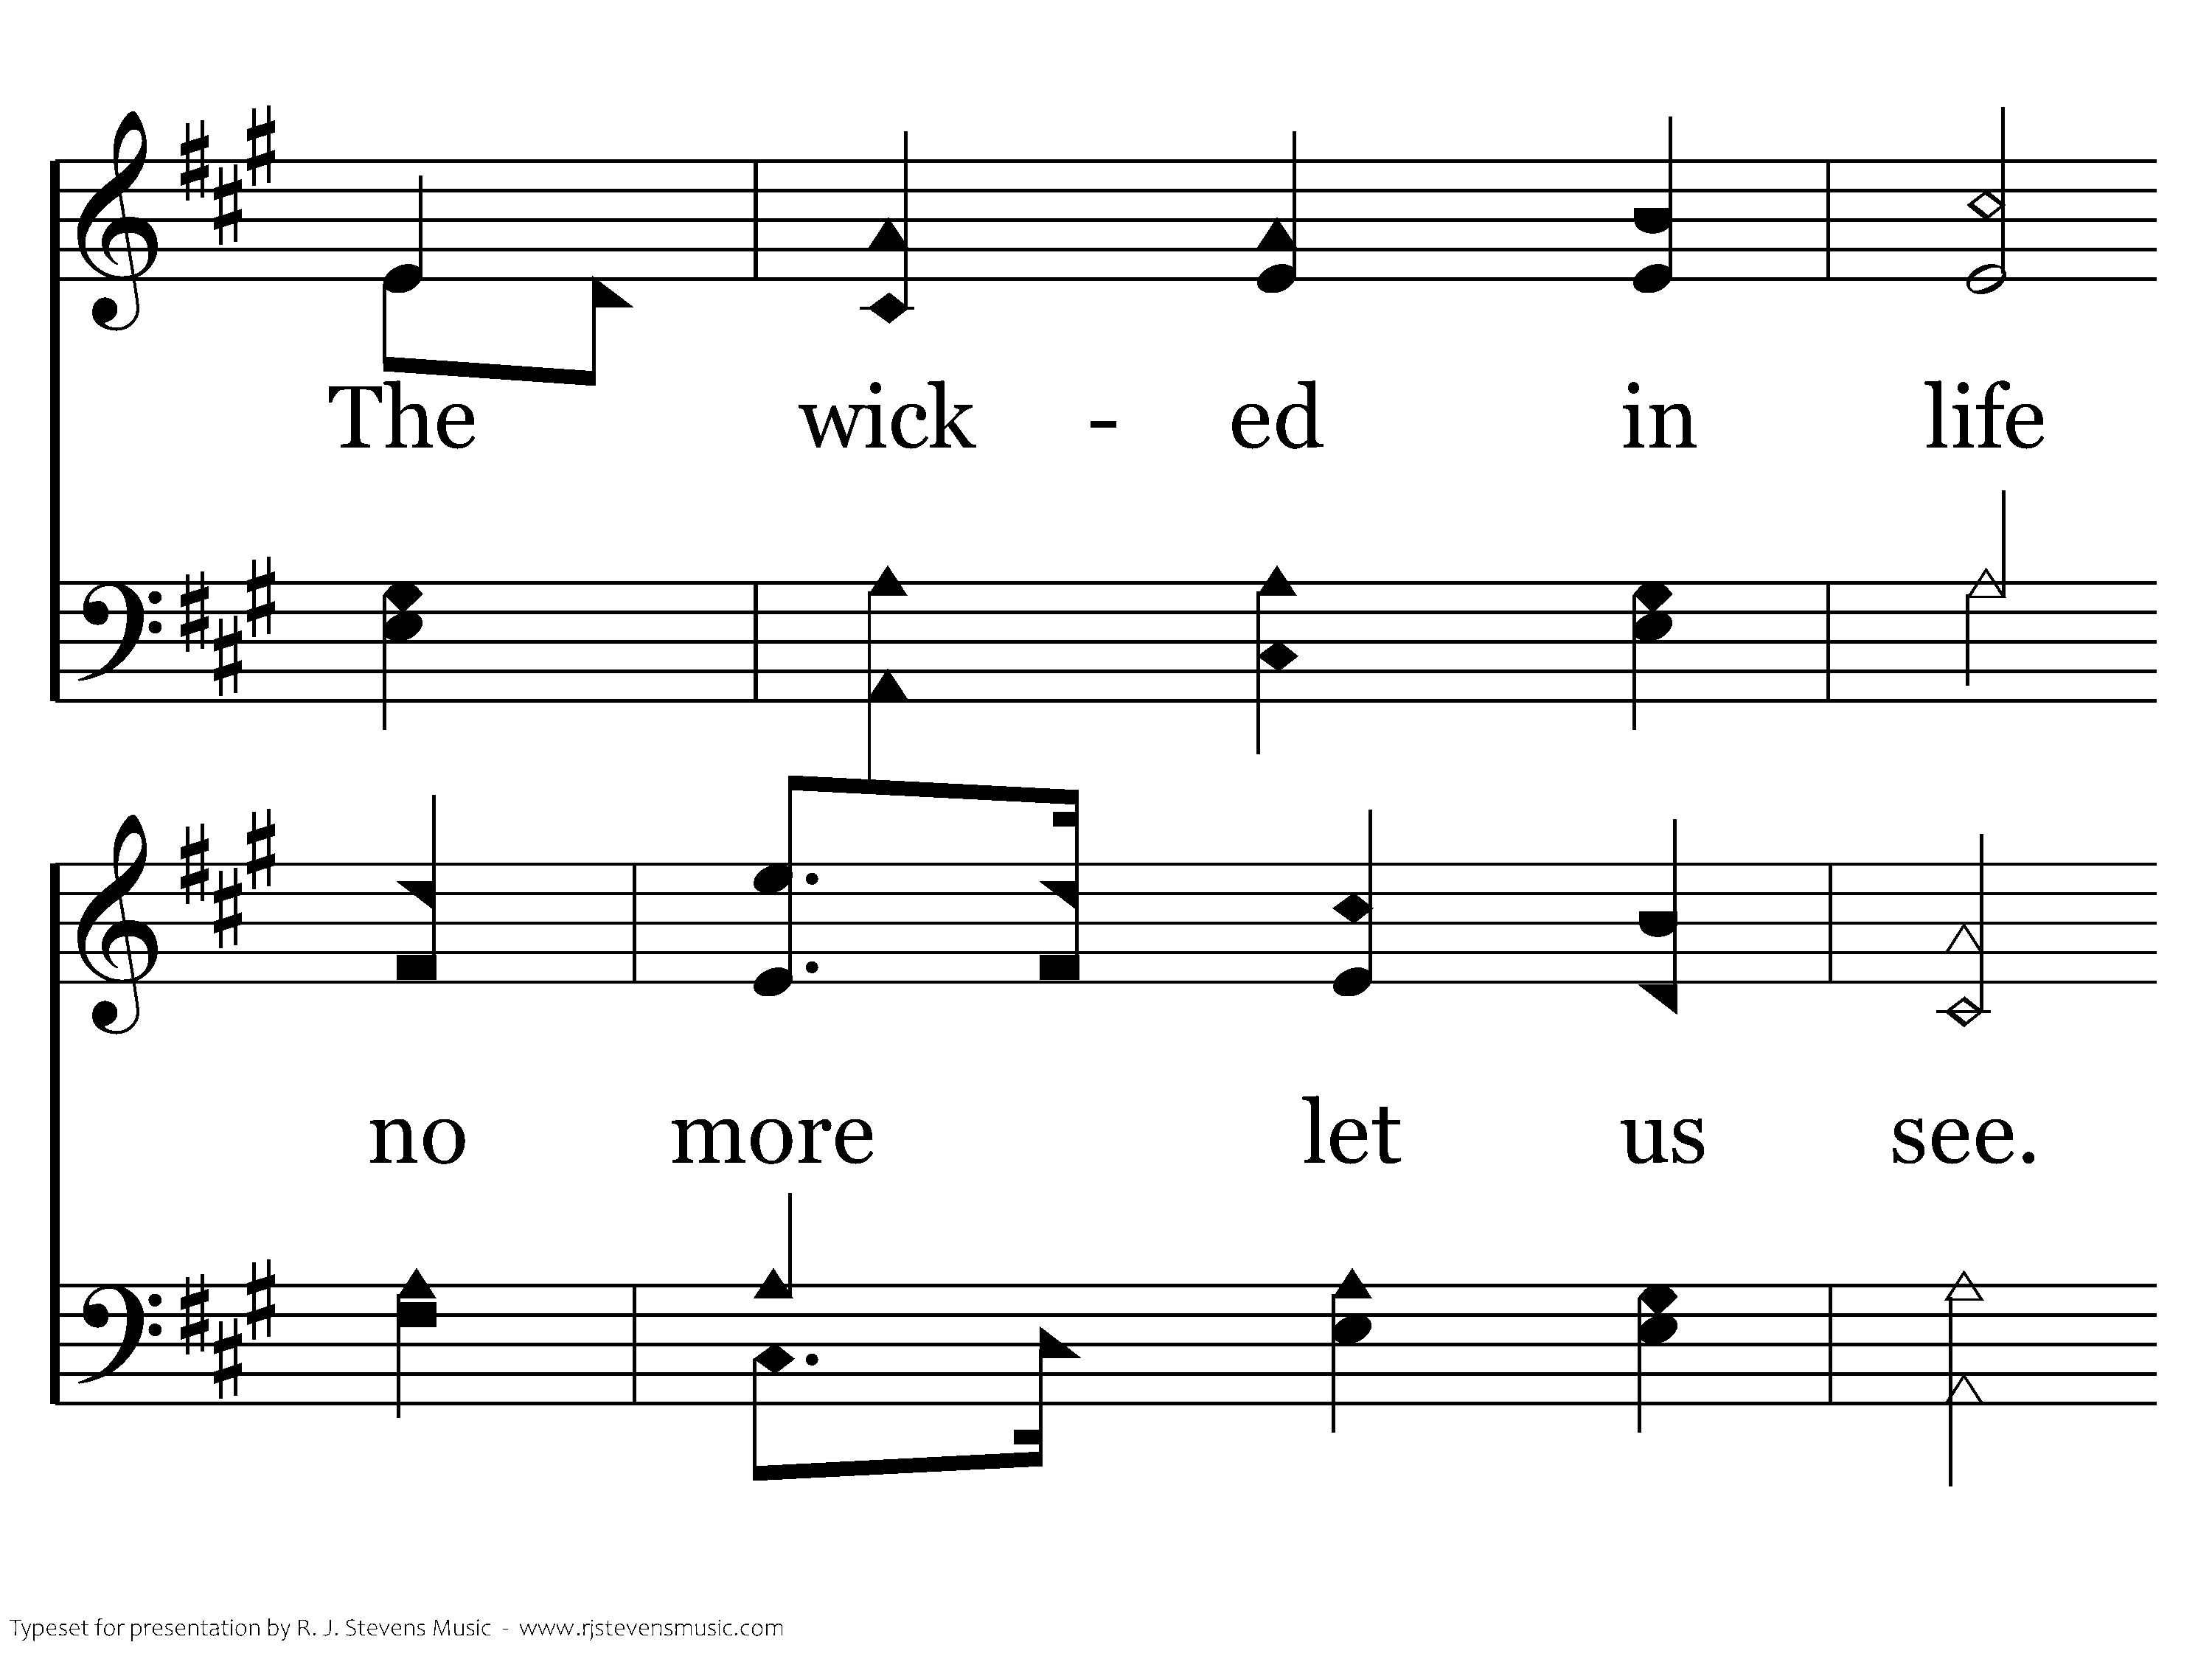 The wick - ed in life
no more let us see.
Typeset for presentation by R. J. Stevens Music - www.rjstevensmusic.com